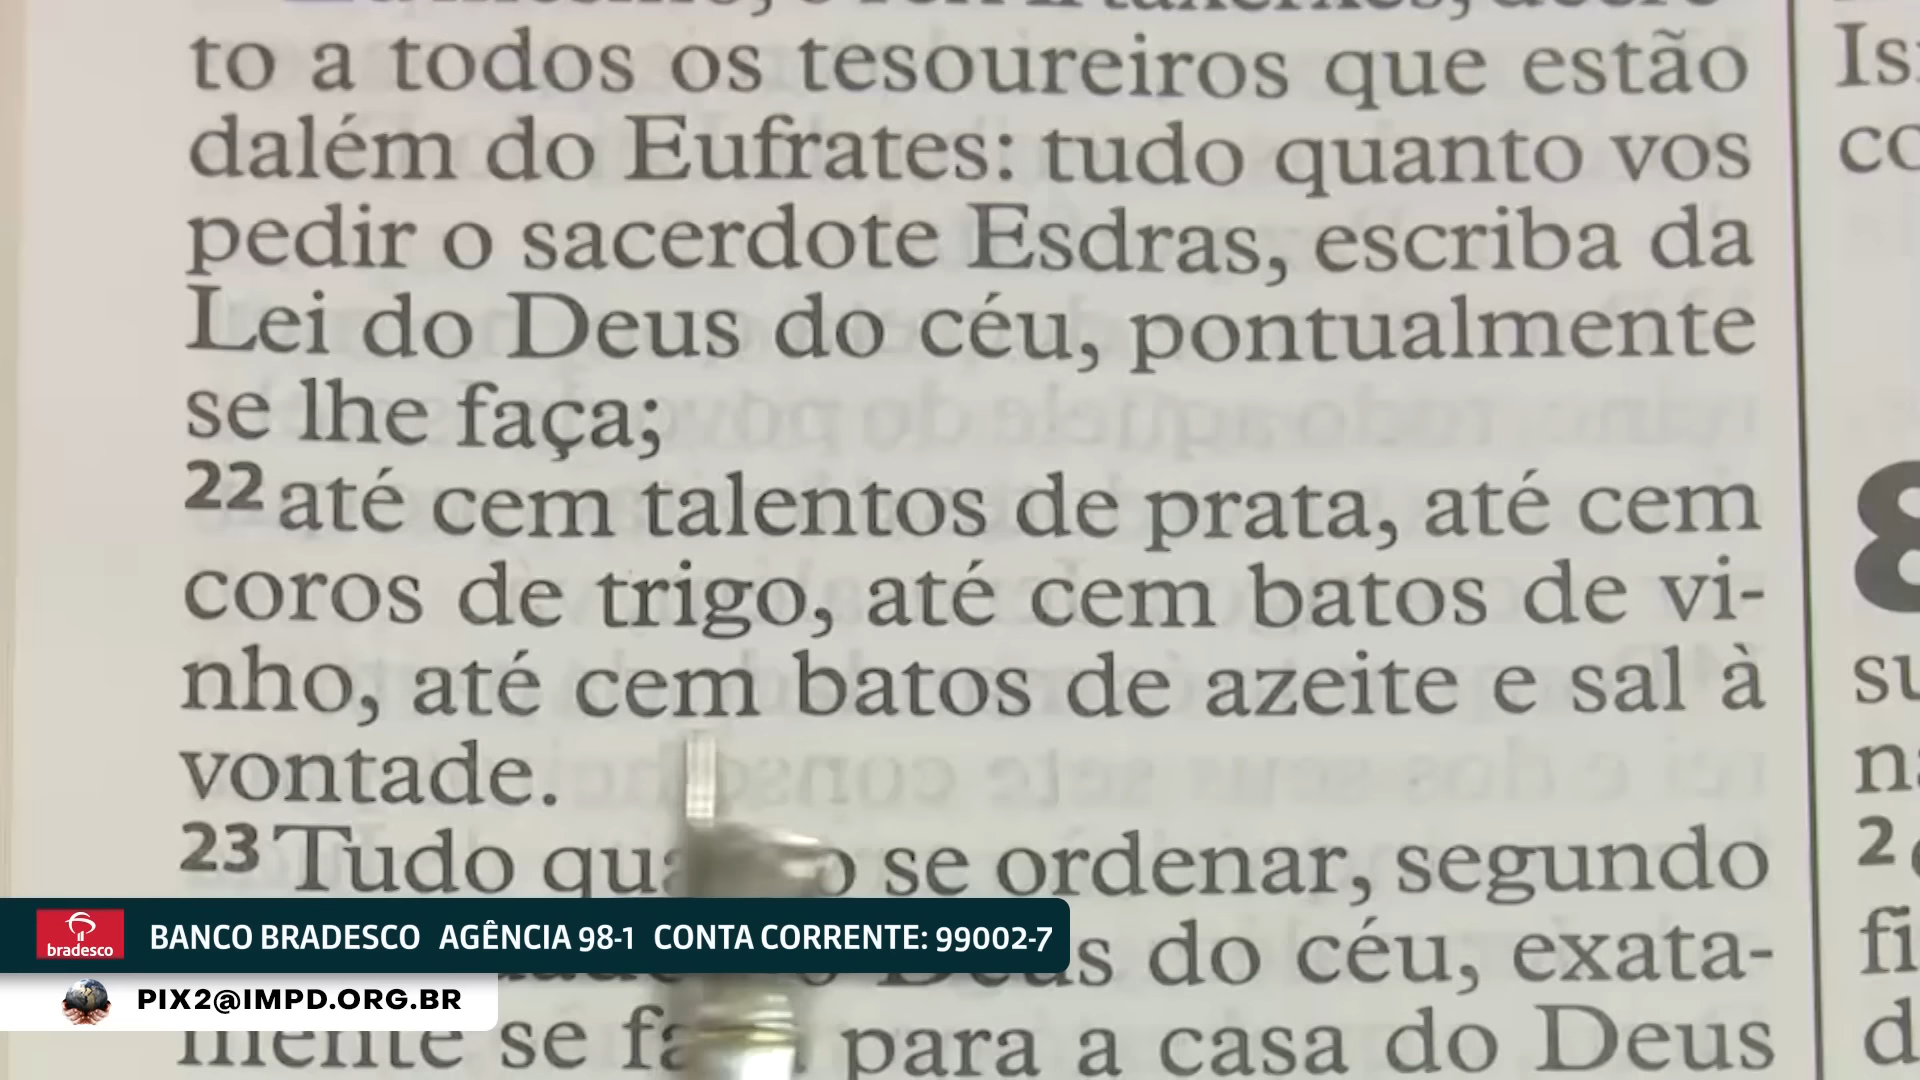 to a todos os tesoureiros que estão
dalém do Eufrates: tudo quanto vos
pedir o sacerdote Esdras, escriba da
Lei do Deus do céu, pontualmente
se lhe faça;
22 até cem talentos de prata, até cem
coros de trigo, até cem batos de vi-
nho, até cem batos de azeite e sal à
vontade.
23 Tudo se ordenar, segundo
do céu, exata-
mente se para a casa do Deus
8
2
bradesco
BANCO BRADESCO AGÊNCIA 98-1 CONTA CORRENTE: 99002-7
PIX2@IMPD.ORG.BR